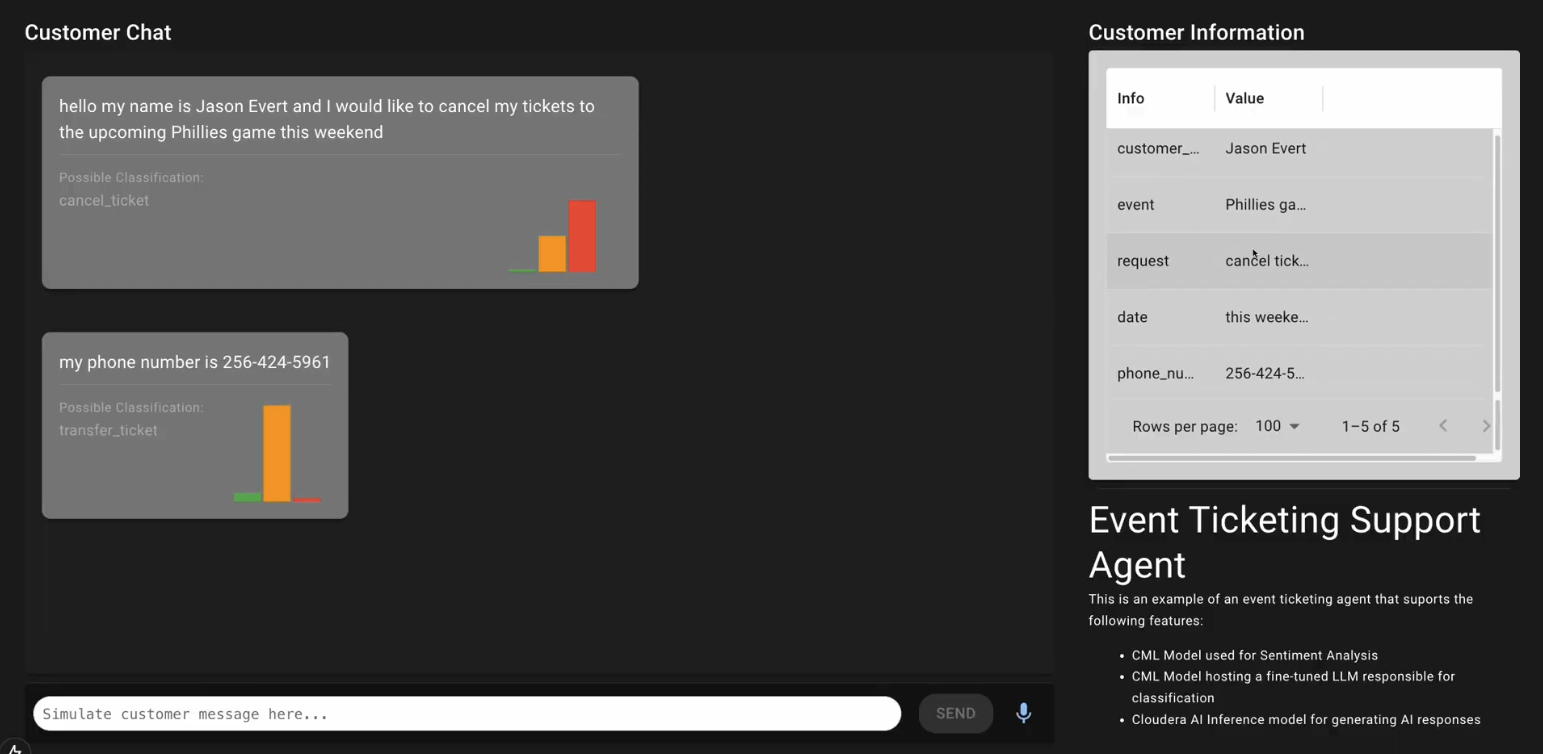 Customer Chat
hello my name is Jason Evert and I would like to cancel my tickets to
the upcoming Phillies game this weekend
Possible Classification:
cancel_ticket
my phone number is 256-424-5961
Possible Classification:
transfer_ticket
Simulate customer message here...
SEND
Customer Information
Info Value
customer_... Jason Evert
event Phillies ga...
request cancel tick...
date this weeke...
phone_nu... 256-424-5...
Rows per page: 100 1–5 of 5
Event Ticketing Support
Agent
This is an example of an event ticketing agent that suports the
following features:
• CML Model used for Sentiment Analysis
• CML Model hosting a fine-tuned LLM responsible for
classification
• Cloudera AI Inference model for generating AI responses